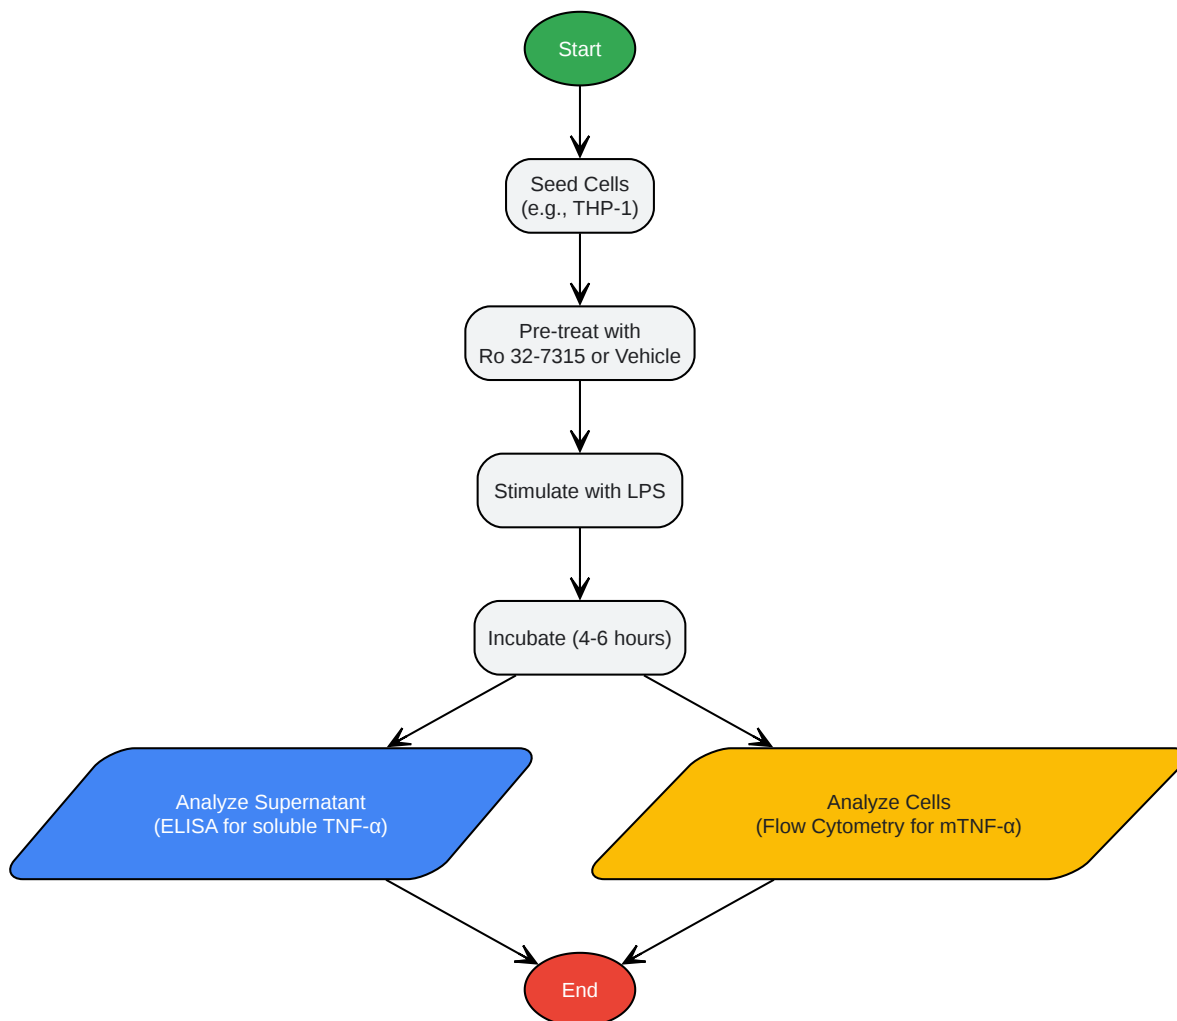 Start
Seed Cells
(e.g., THP-1)
Pre-treat with
Ro 32-7315 or Vehicle
Stimulate with LPS
Incubate (4-6 hours)
Analyze Supernatant
(ELISA for soluble TNF-α)
Analyze Cells
(Flow Cytometry for mTNF-α)
End